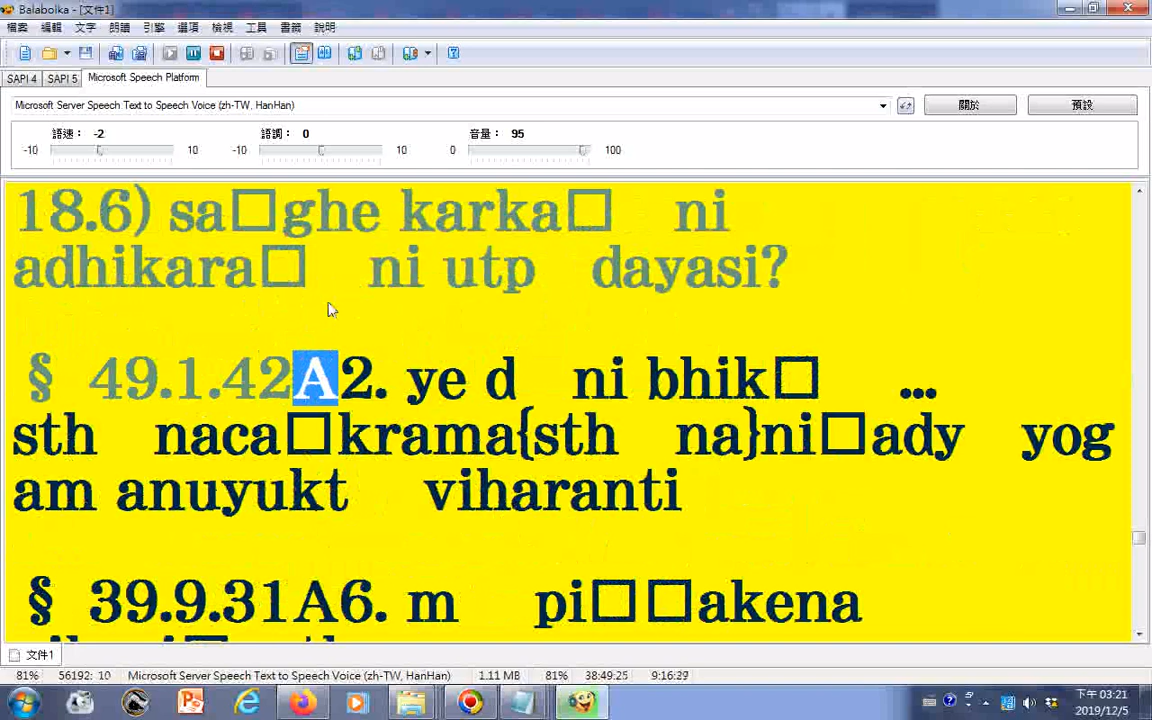 Balabolka - [文件1]
檔案 編輯 文字 朗讀 引擎 選項 檢視 工具 書籤 說明
SAPI 4 SAPI 5 Microsoft Speech Platform
Microsoft Server Speech Text to Speech Voice (zh-TW, HanHan) 關於 預設
語速： -2 語調： 0 音量： 95
-10 10 -10 10 0 100
18.6) sa□ghe karka□ ni
adhikara□ ni utp dayasi?
§ 49.1.42A2. ye d ni bhik□ ...
sth naca□krama{sth na}ni□ady yog
am anuyukt viharanti
§ 39.9.31A6. m pi□□akena
文件1
81% 56192: 10 Microsoft Server Speech Text to Speech Voice (zh-TW, HanHan) 1.11 MB 81% 38:49:25 9:16:29
下午 03:21
2019/12/5